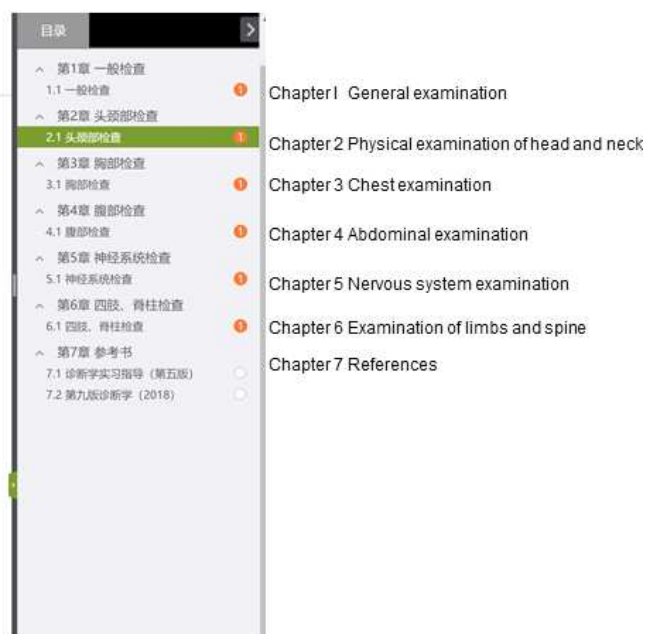 目录
第1章 一般检查
1.1 一般检查 1
Chapter I General examination
第2章 头颈部检查
2.1 头颈部检查 1
Chapter 2 Physical examination of head and neck
第3章 胸部检查
3.1 胸部检查 1
Chapter 3 Chest examination
第4章 腹部检查
4.1 腹部检查 1
Chapter 4 Abdominal examination
第5章 神经系统检查
5.1 神经系统检查 1
Chapter 5 Nervous system examination
第6章 四肢、脊柱检查
6.1 四肢、脊柱检查 1
Chapter 6 Examination of limbs and spine
第7章 参考书
Chapter 7 References
7.1 诊断学实习指导（第五版）
7.2 第九版诊断学（2018）